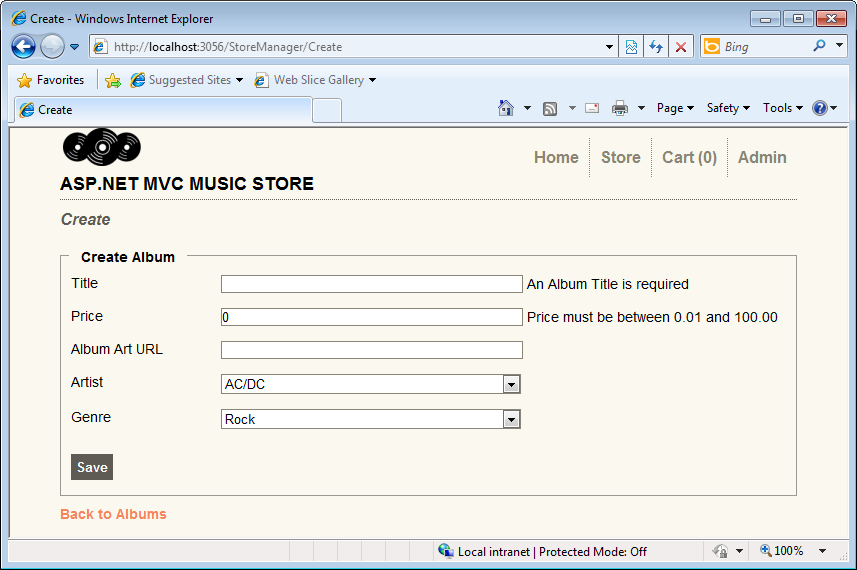 Create - Windows Internet Explorer
http://localhost:3056/StoreManager/Create
Bing
Favorites Suggested Sites Web Slice Gallery
Create Page Safety Tools
Home Store Cart (0) Admin
ASP.NET MVC MUSIC STORE
Create
Create Album
Title An Album Title is required
Price 0 Price must be between 0.01 and 100.00
Album Art URL
Artist AC/DC
Genre Rock
Save
Back to Albums
Local intranet | Protected Mode: Off 100%